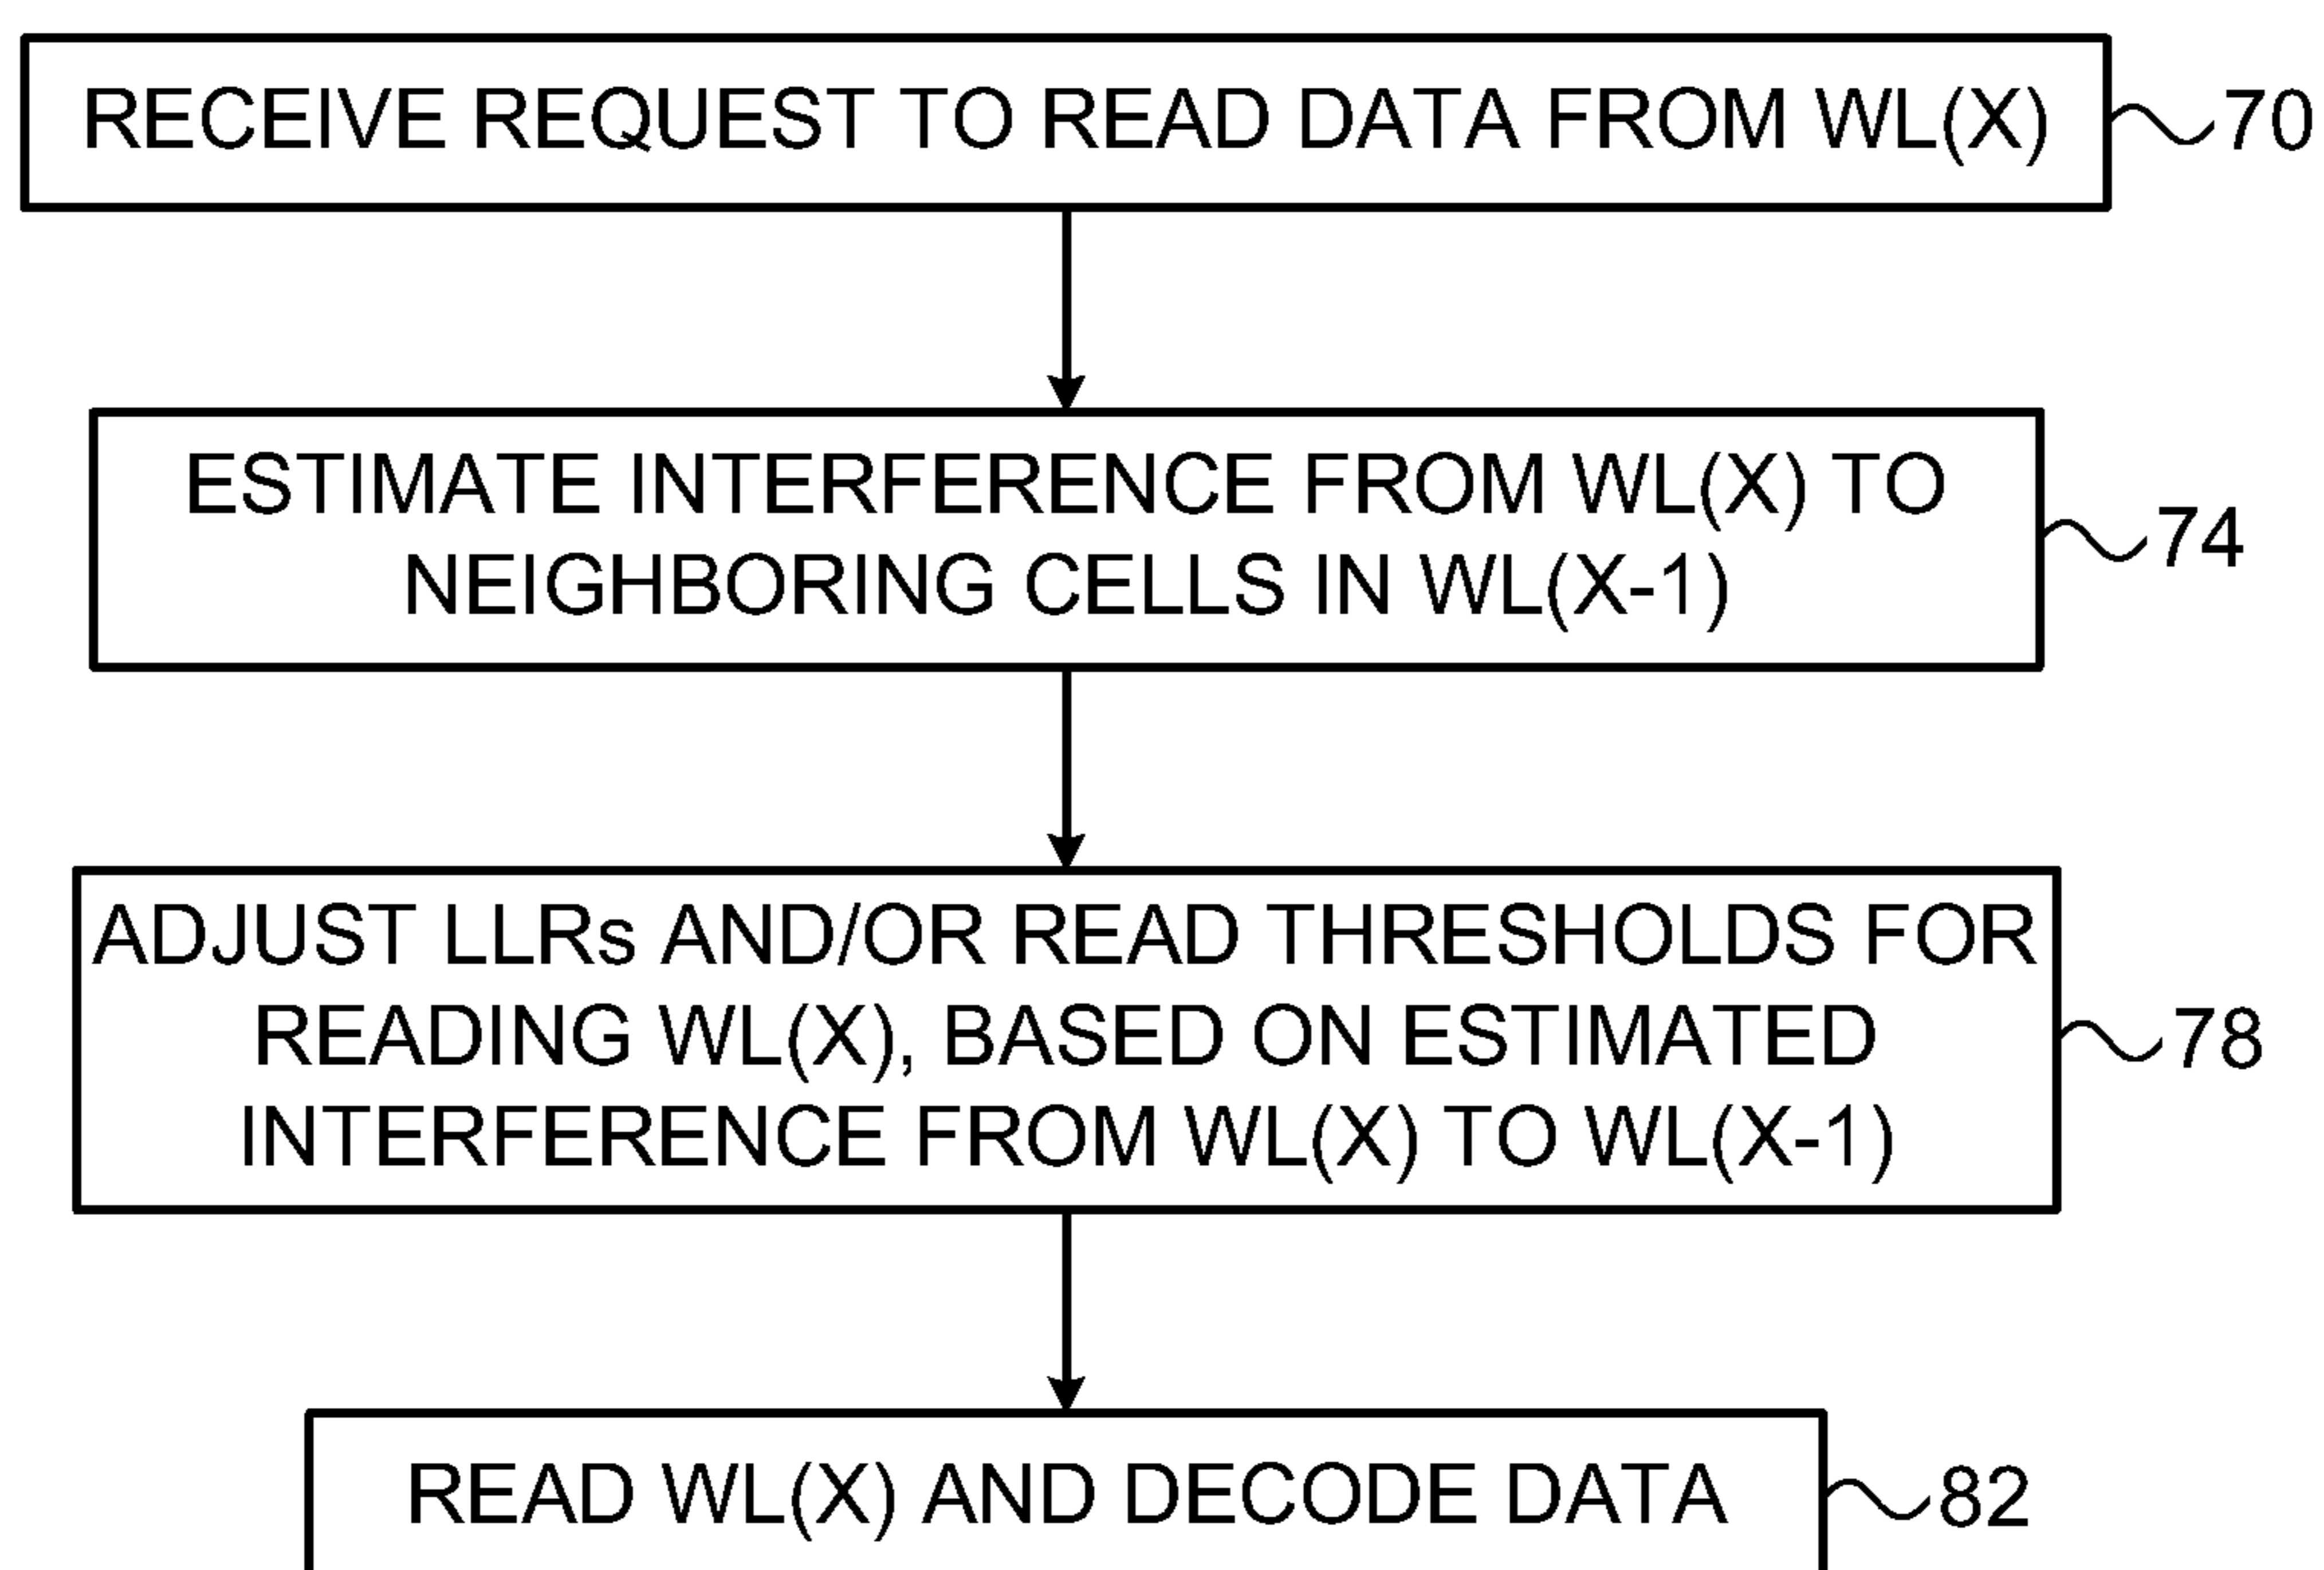 RECEIVE REQUEST TO READ DATA FROM WL(X) 70
ESTIMATE INTERFERENCE FROM WL(X) TO
NEIGHBORING CELLS IN WL(X-1)
74
ADJUST LLRs AND/OR READ THRESHOLDS FOR
READING WL(X), BASED ON ESTIMATED
INTERFERENCE FROM WL(X) TO WL(X-1)
78
READ WL(X) AND DECODE DATA 82